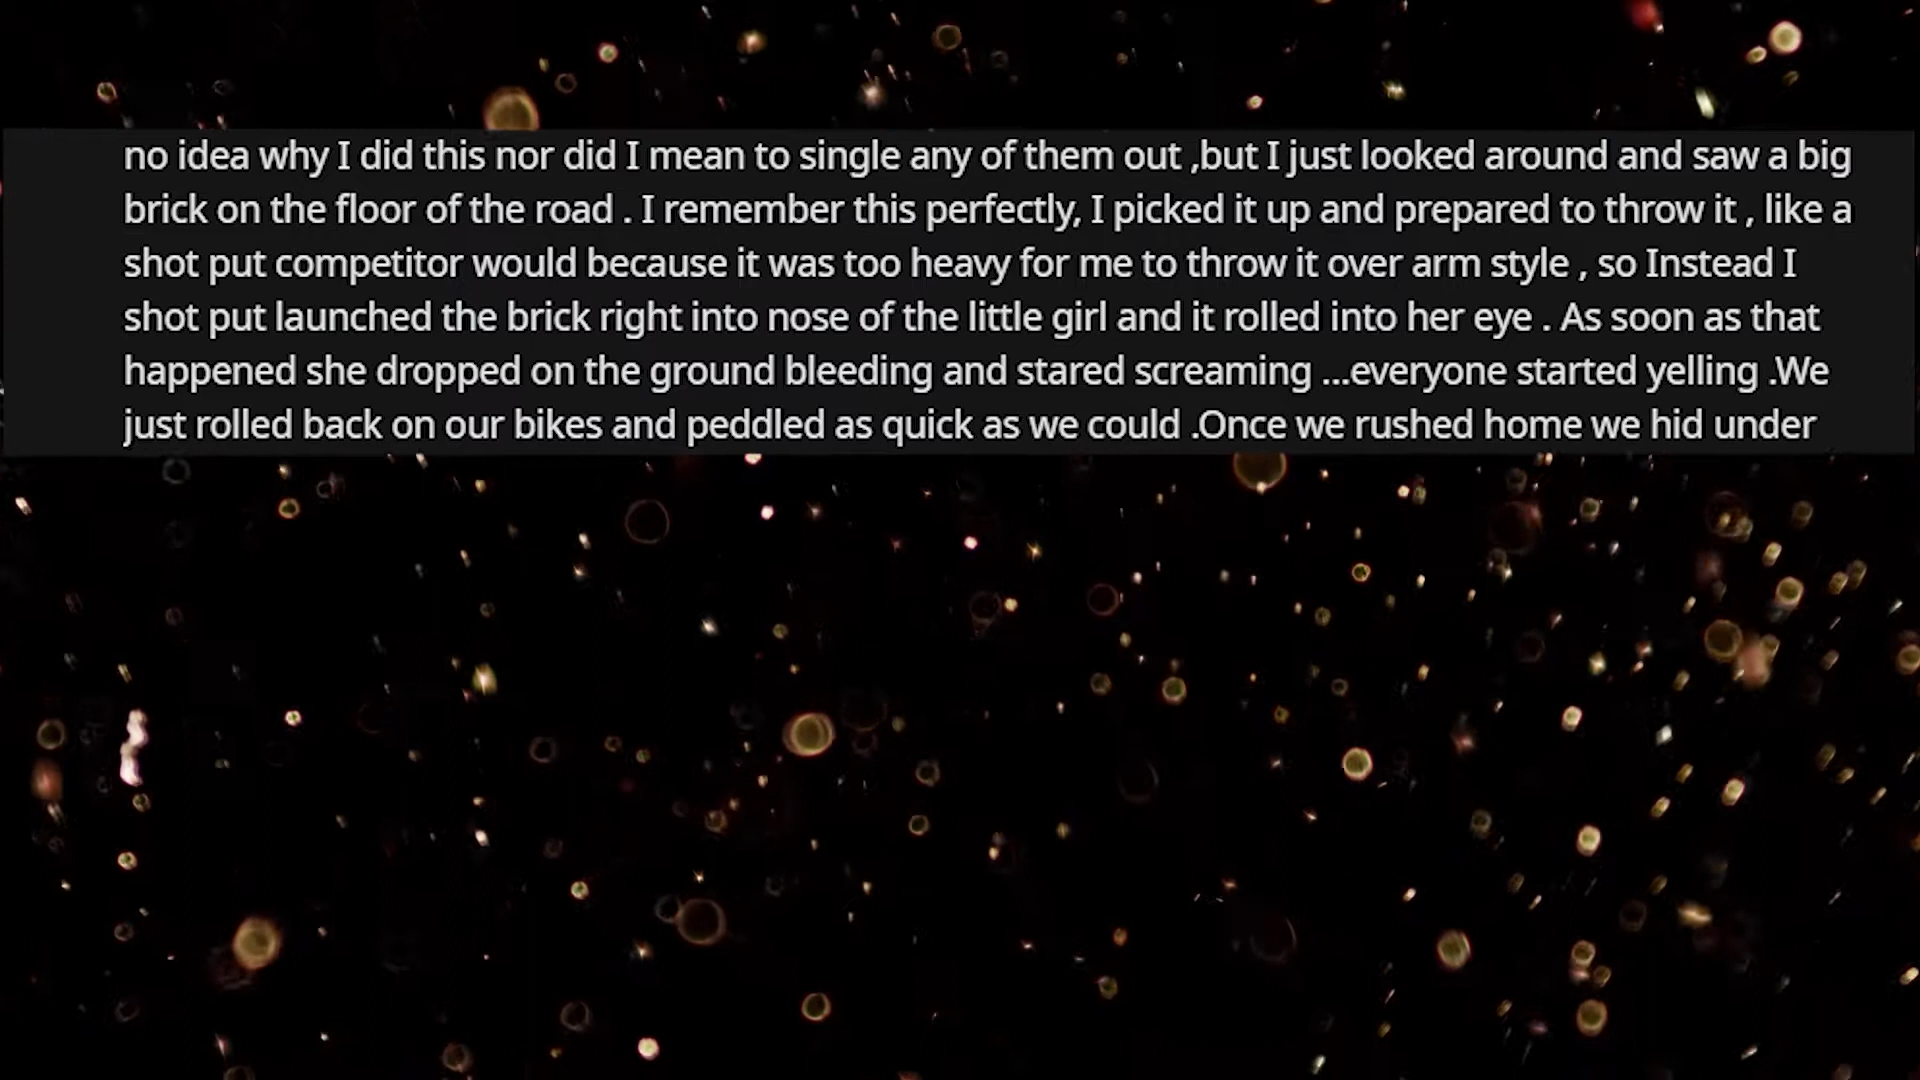 no idea why I did this nor did I mean to single any of them out ,but I just looked around and saw a big
brick on the floor of the road . I remember this perfectly, I picked it up and prepared to throw it , like a
shot put competitor would because it was too heavy for me to throw it over arm style , so Instead I
shot put launched the brick right into nose of the little girl and it rolled into her eye . As soon as that
happened she dropped on the ground bleeding and stared screaming ...everyone started yelling .We
just rolled back on our bikes and peddled as quick as we could .Once we rushed home we hid under